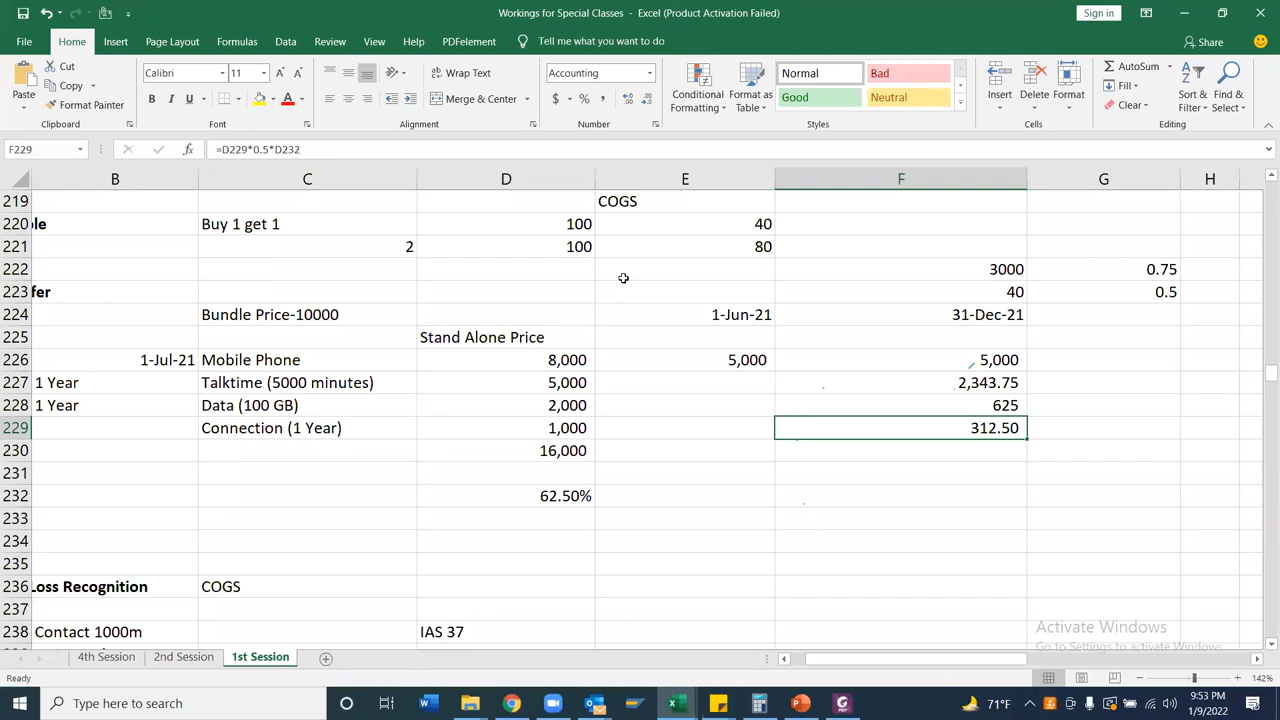 Workings for Special Classes - Excel (Product Activation Failed)
Sign in
File Home Insert Page Layout Formulas Data Review View Help PDFelement Tell me what you want to do Share
Cut
Copy
Format Painter
Paste
Clipboard
Calibri 11
B I U
Font
Wrap Text
Merge & Center
Alignment
Accounting
$ % ,
Number
Conditional Formatting
Format as Table
Normal Bad
Good Neutral
Styles
Insert Delete Format
Cells
AutoSum
Fill
Clear
Sort & Filter
Find & Select
Editing
F229 =D229*0.5*D232
B C D E F G H
219 COGS
220 le Buy 1 get 1 100 40
221 2 100 80
222 3000 0.75
223 fer 40 0.5
224 Bundle Price-10000 1-Jun-21 31-Dec-21
225 Stand Alone Price
226 1-Jul-21 Mobile Phone 8,000 5,000 5,000
227 1 Year Talktime (5000 minutes) 5,000 2,343.75
228 1 Year Data (100 GB) 2,000 625
229 Connection (1 Year) 1,000 312.50
230 16,000
231
232 62.50%
233
234
235
236 Loss Recognition COGS
237
238 Contact 1000m IAS 37
Activate Windows
Go to Settings to activate Windows
4th Session 2nd Session 1st Session
Ready 142%
Type here to search
71°F
9:53 PM
1/9/2022